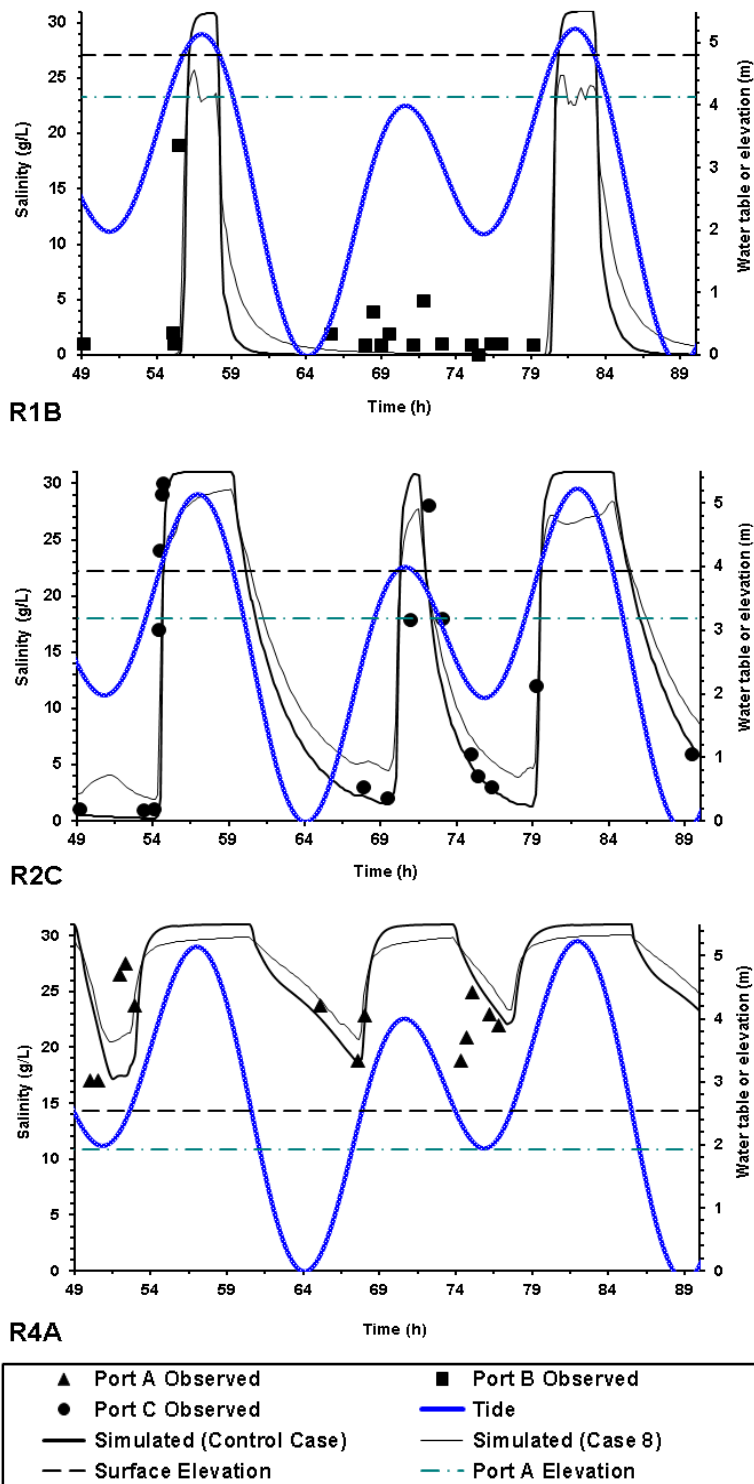 30
25
20
15
10
5
0
Salinity (g/L)
5
4
3
2
1
0
Water table or elevation (m)
49 54 59 64 69 74 79 84 89
Time (h)
R1B
30
25
20
15
10
5
0
Salinity (g/L)
5
4
3
2
1
0
Water table or elevation (m)
49 54 59 64 69 74 79 84 89
Time (h)
R2C
30
25
20
15
10
5
0
Salinity (g/L)
5
4
3
2
1
0
Water table or elevation (m)
49 54 59 64 69 74 79 84 89
Time (h)
R4A
Port A Observed Port B Observed
Port C Observed Tide
Simulated (Control Case) Simulated (Case 8)
Surface Elevation Port A Elevation